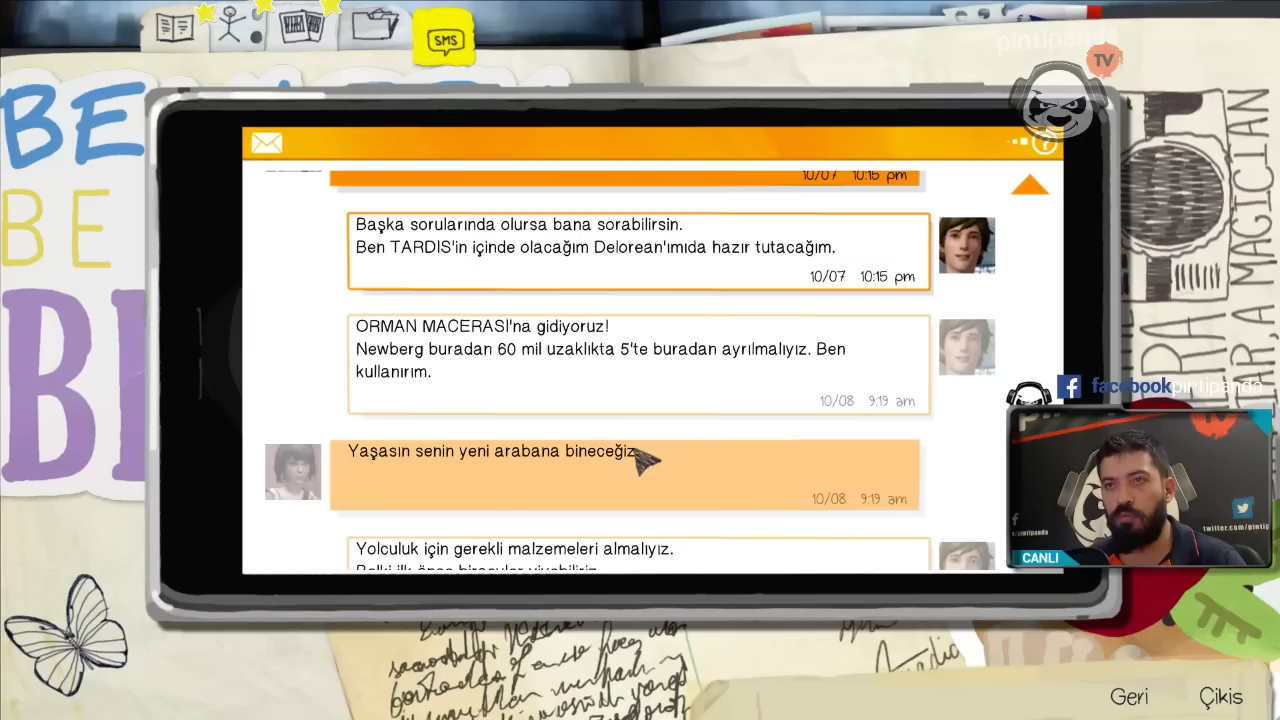 SMS
pintipanda
TV
BE
BE
10/07 10:15 pm
Başka sorularında olursa bana sorabilirsin.
Ben TARDIS'in içinde olacağım Delorean'ımıda hazır tutacağım.
10/07 10:15 pm
ORMAN MACERASI'na gidiyoruz!
Newberg buradan 60 mil uzaklıkta 5'te buradan ayrılmalıyız. Ben
kullanırım.
10/08 9:19 am
Yaşasın senin yeni arabana bineceğiz
10/08 9:19 am
Yolculuk için gerekli malzemeleri almalıyız.
MAGICIAN
facebook pintipanda
twitter.com/pintip
CANLI
Geri Çikis